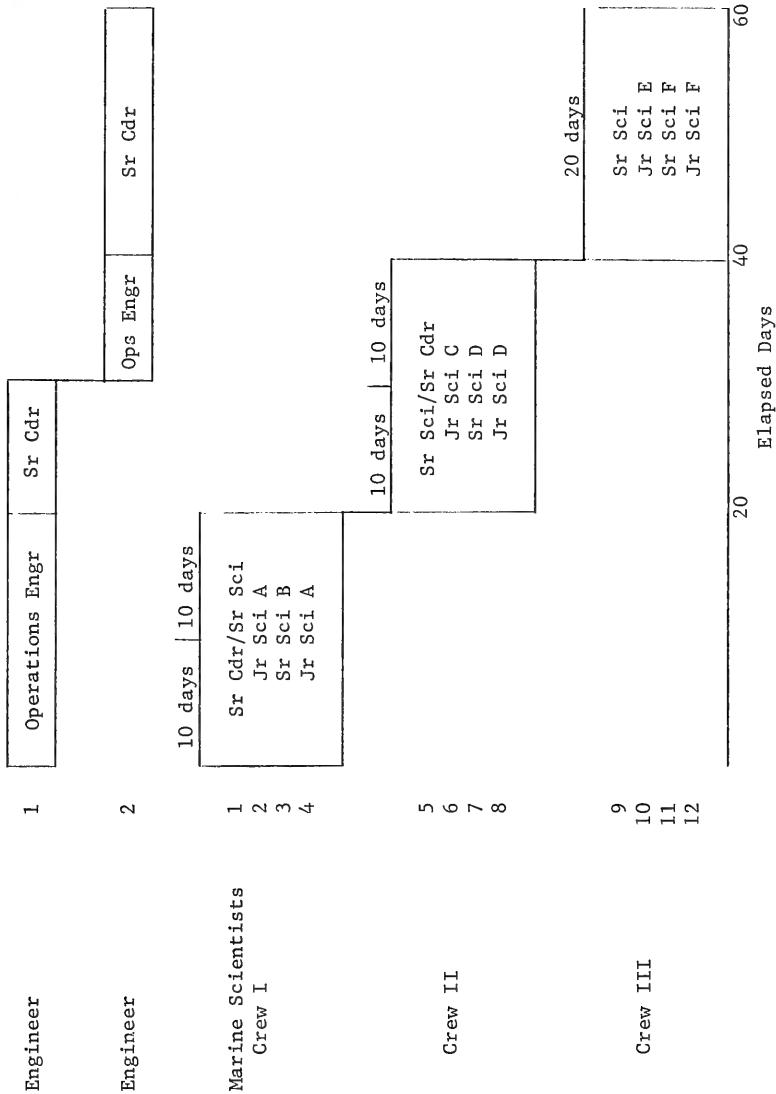 Engineer 1 Operations Engr Sr Cdr
Engineer 2 Ops Engr Sr Cdr
10 days 10 days
Marine Scientists
Crew I
1 Sr Cdr/Sr Sci
2 Jr Sci A
3 Sr Sci B
4 Jr Sci A
10 days 10 days
Crew II
5 Sr Sci/Sr Cdr
6 Jr Sci C
7 Sr Sci D
8 Jr Sci D
20 days
Crew III
9 Sr Sci
10 Jr Sci E
11 Sr Sci F
12 Jr Sci F
20 40 60
Elapsed Days